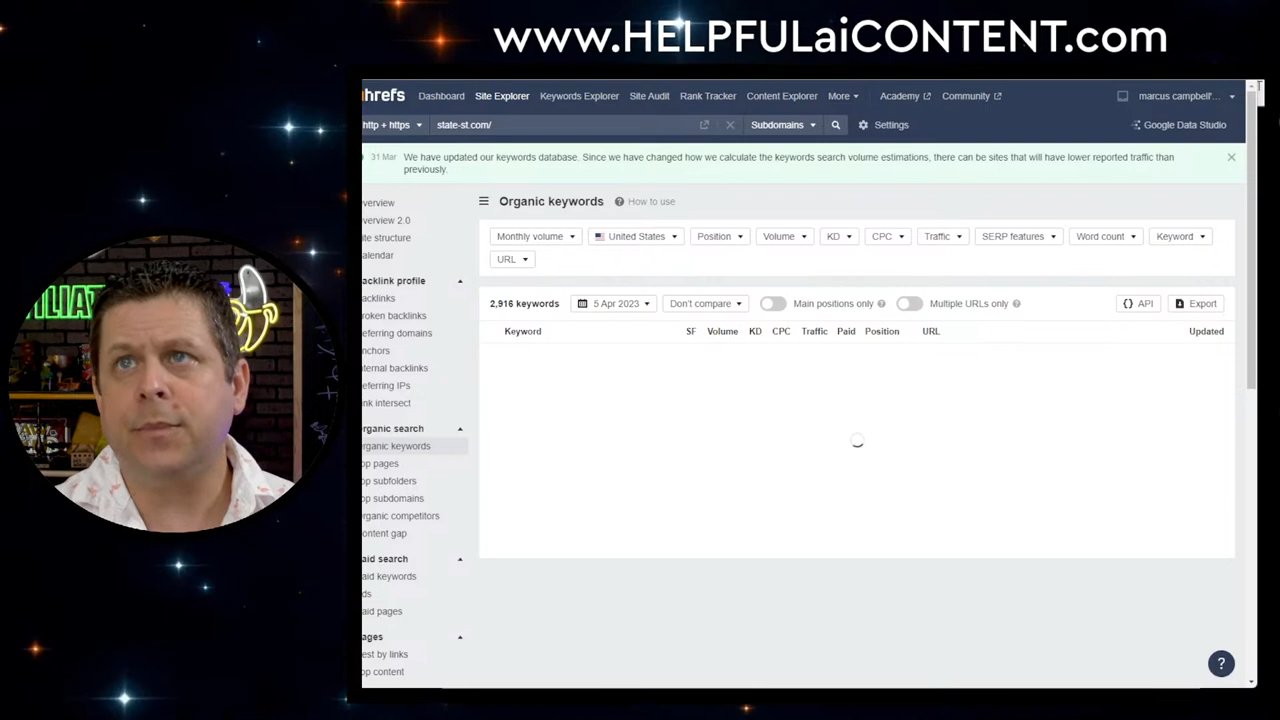 www.HELPFULaiCONTENT.com
hrefs Dashboard Site Explorer Keywords Explorer Site Audit Rank Tracker Content Explorer More Academy Community marcus campbell'...
http + https state-st.com/ Subdomains Settings Google Data Studio
31 Mar We have updated our keywords database. Since we have changed how we calculate the keywords search volume estimations, there can be sites that will have lower reported traffic than
previously.
verview
Organic keywords How to use
verview 2.0
ite structure
alendar
Monthly volume United States Position Volume KD CPC Traffic SERP features Word count Keyword
URL
acklink profile
acklinks
roken backlinks
eferring domains
nchors
nternal backlinks
eferring IPs
nk intersect
2,916 keywords 5 Apr 2023 Don't compare Main positions only Multiple URLs only API Export
Keyword SF Volume KD CPC Traffic Paid Position URL Updated
rganic search
rganic keywords
op pages
op subfolders
op subdomains
rganic competitors
ontent gap
aid search
aid keywords
ds
aid pages
ages
est by links
op content
?